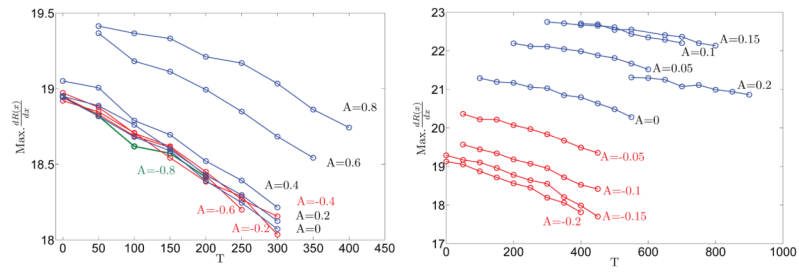 19.5
19
18.5
18
Max. dR(x)/dx
0 50 100 150 200 250 300 350 400 450
T
A=0.8
A=0.6
A=0.4
A=-0.4
A=0.2
A=0
A=-0.8
A=-0.6
A=-0.2
23
22
21
20
19
18
17
Max. dR(x)/dx
0 200 400 600 800 1000
T
A=0.15
A=0.1
A=0.05
A=0.2
A=0
A=-0.05
A=-0.1
A=-0.15
A=-0.2